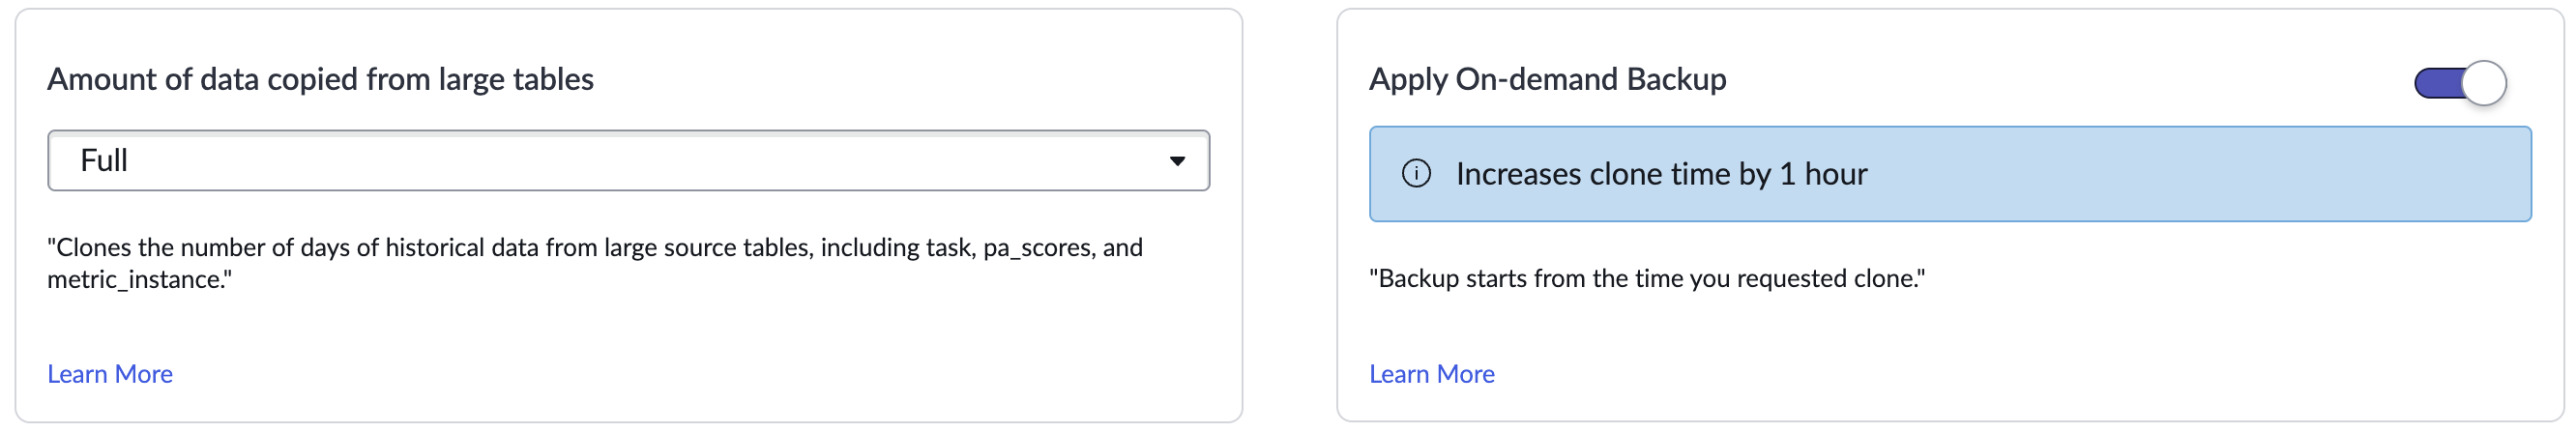 Amount of data copied from large tables
Full
"Clones the number of days of historical data from large source tables, including task, pa_scores, and
metric_instance."
Learn More
Apply On-demand Backup
Increases clone time by 1 hour
"Backup starts from the time you requested clone."
Learn More